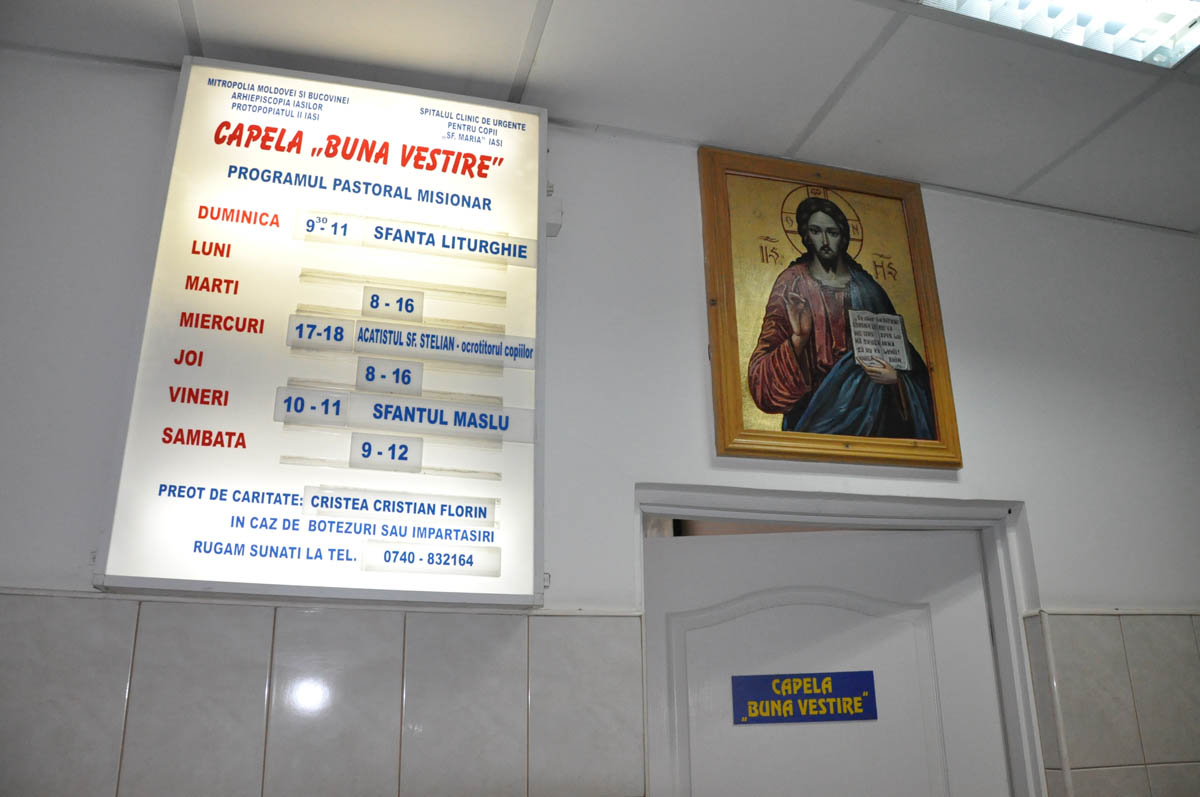 MITROPOLIA MOLDOVEI SI BUCOVINEI
ARHIEPISCOPIA IASILOR
PROTOPOPIATUL II IASI
SPITALUL CLINIC DE URGENTE
PENTRU COPII
„SF. MARIA” IASI
CAPELA „BUNA VESTIRE”
PROGRAMUL PASTORAL MISIONAR
DUMINICA 9³⁰- 11 SFANTA LITURGHIE
LUNI
MARTI 8 - 16
MIERCURI 17-18 ACATISTUL SF. STELIAN - ocrotitorul copiilor
JOI 8 - 16
VINERI 10 - 11 SFANTUL MASLU
SAMBATA 9 - 12
PREOT DE CARITATE: CRISTEA CRISTIAN FLORIN
IN CAZ DE BOTEZURI SAU IMPARTASIRI
RUGAM SUNATI LA TEL. 0740 - 832164
CAPELA
„BUNA VESTIRE”